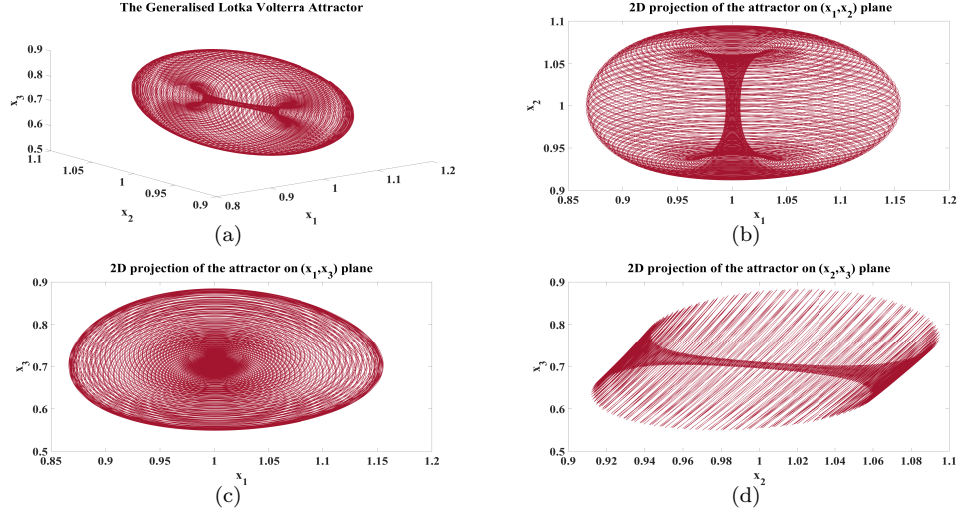 The Generalised Lotka Volterra Attractor
0.9
0.8
0.7
0.6
0.5
x3
1.1
1.05
1
0.95
0.9
x2
0.8
0.9
1
1.1
1.2
x1
(a)
2D projection of the attractor on (x1,x2) plane
1.05
1
0.95
0.9
x2
0.85 0.9 0.95 1 1.05 1.1 1.15 1.2
x1
(b)
2D projection of the attractor on (x1,x3) plane
0.9
0.8
0.7
0.6
0.5
x3
0.85 0.9 0.95 1 1.05 1.1 1.15 1.2
x1
(c)
2D projection of the attractor on (x2,x3) plane
0.9
0.8
0.7
0.6
0.5
x3
0.9 0.92 0.94 0.96 0.98 1 1.02 1.04 1.06 1.08 1.1
x2
(d)